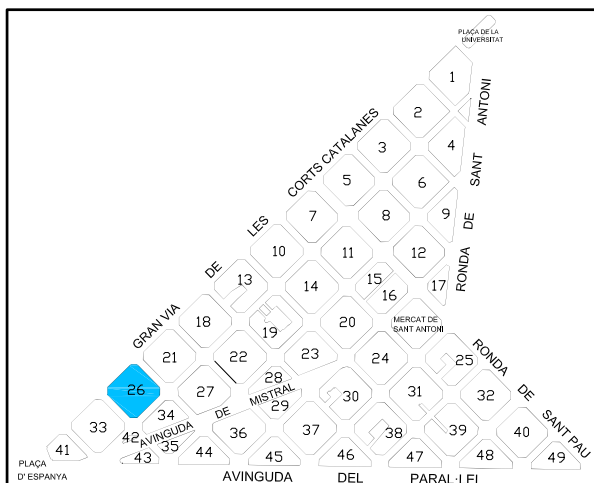 PLAÇA DE LA
UNIVERSITAT
1
2
ANTONI
3
4
CORTS CATALANES
5
6
SANT
7
8
9
DE
LES
10
11
12
RONDA
DE
13
14
15
16
17
GRAN VIA
18
19
20
MERCAT DE
SANT ANTONI
21
22
23
24
25
RONDA
26
27
28
MISTRAL
29
30
31
32
DE
33
34
DE
AVINGUDA
35
36
37
38
39
40
SANT PAU
41
42
43
44
45
46
47
48
49
PLAÇA
D' ESPANYA
AVINGUDA DEL PARAL·LEL